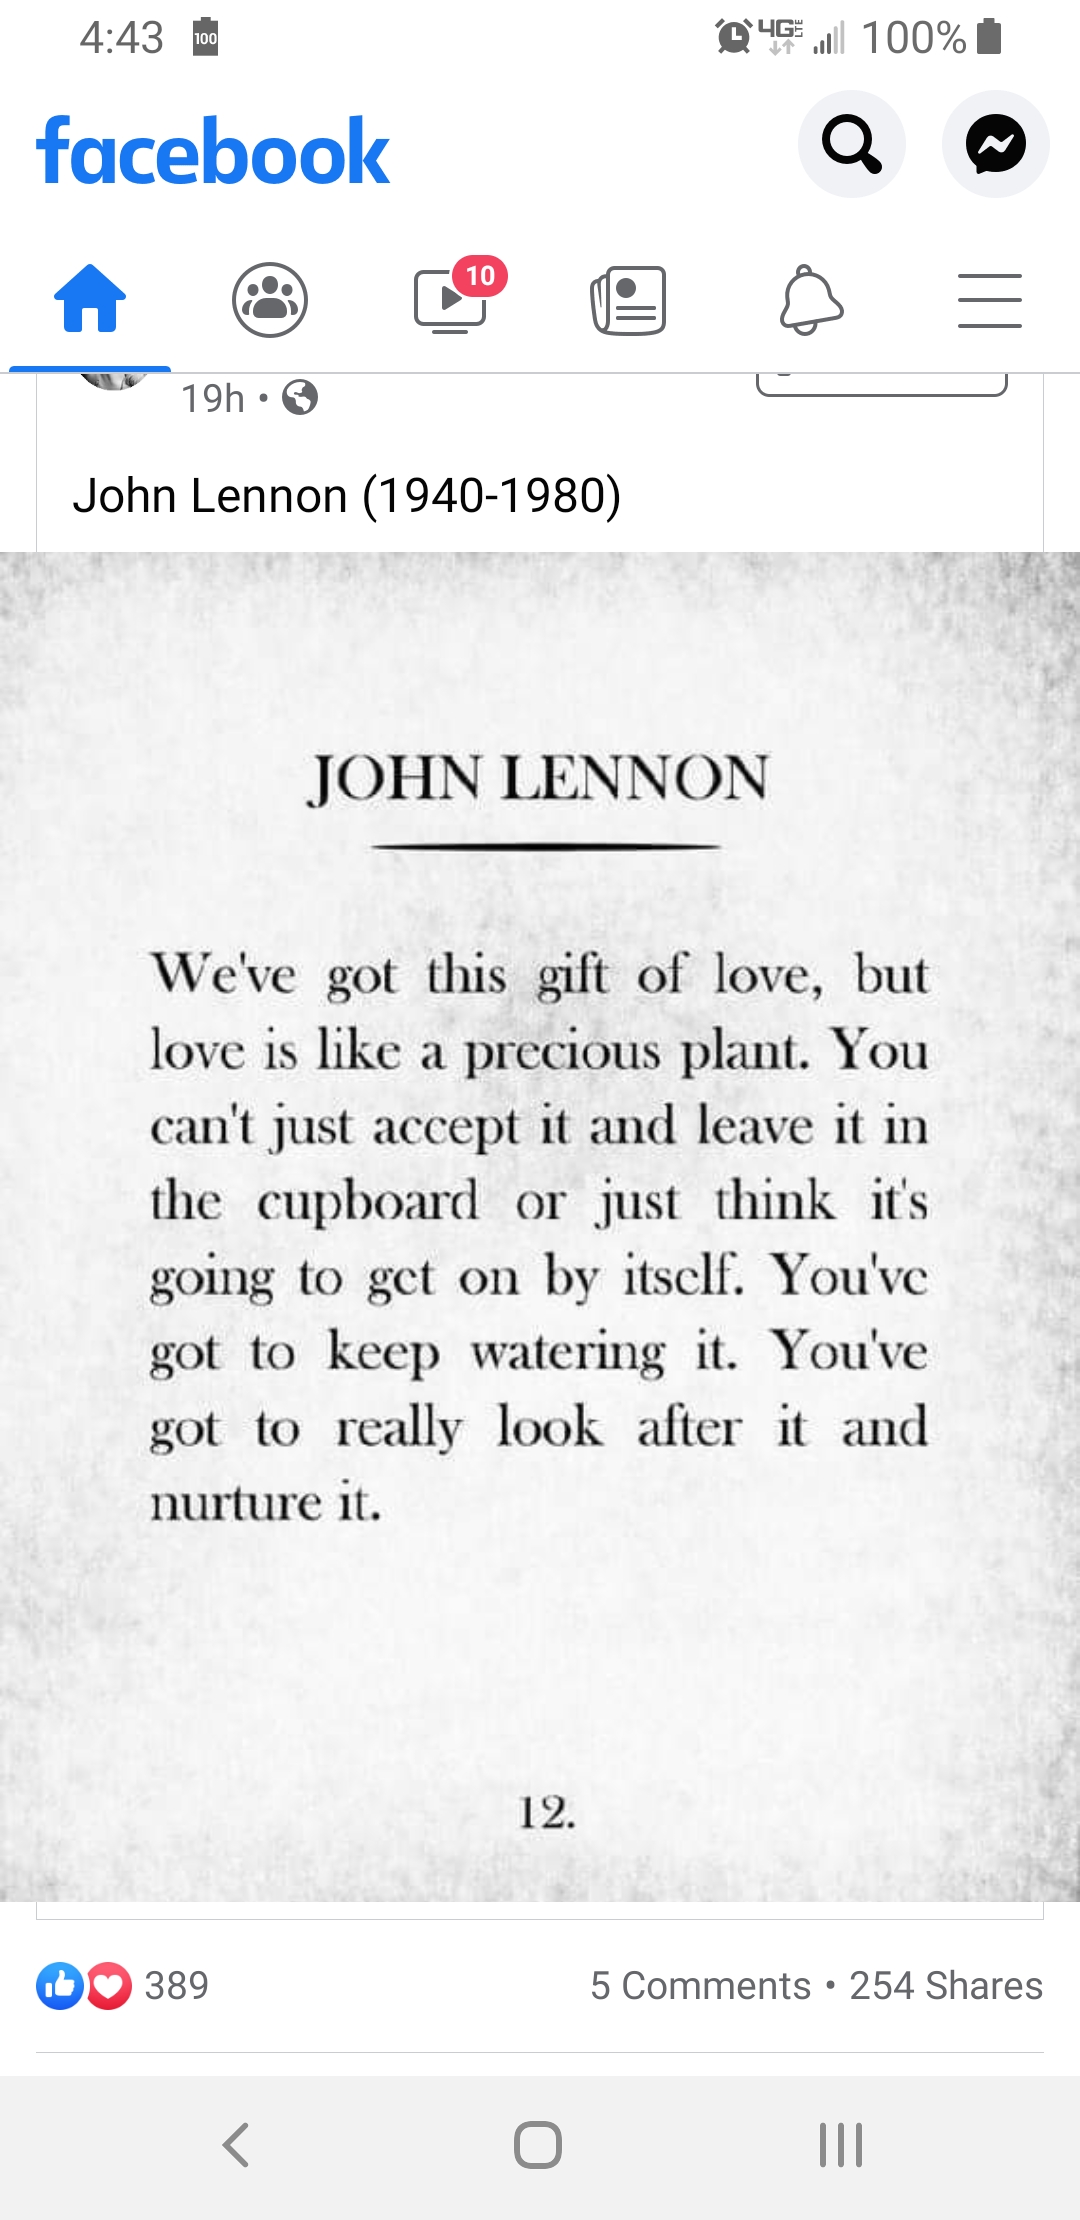 4:43 100 4G LTE 100%
facebook
10
19h •
John Lennon (1940-1980)
JOHN LENNON
We've got this gift of love, but
love is like a precious plant. You
can't just accept it and leave it in
the cupboard or just think it's
going to get on by itself. You've
got to keep watering it. You've
got to really look after it and
nurture it.
12.
389 5 Comments • 254 Shares